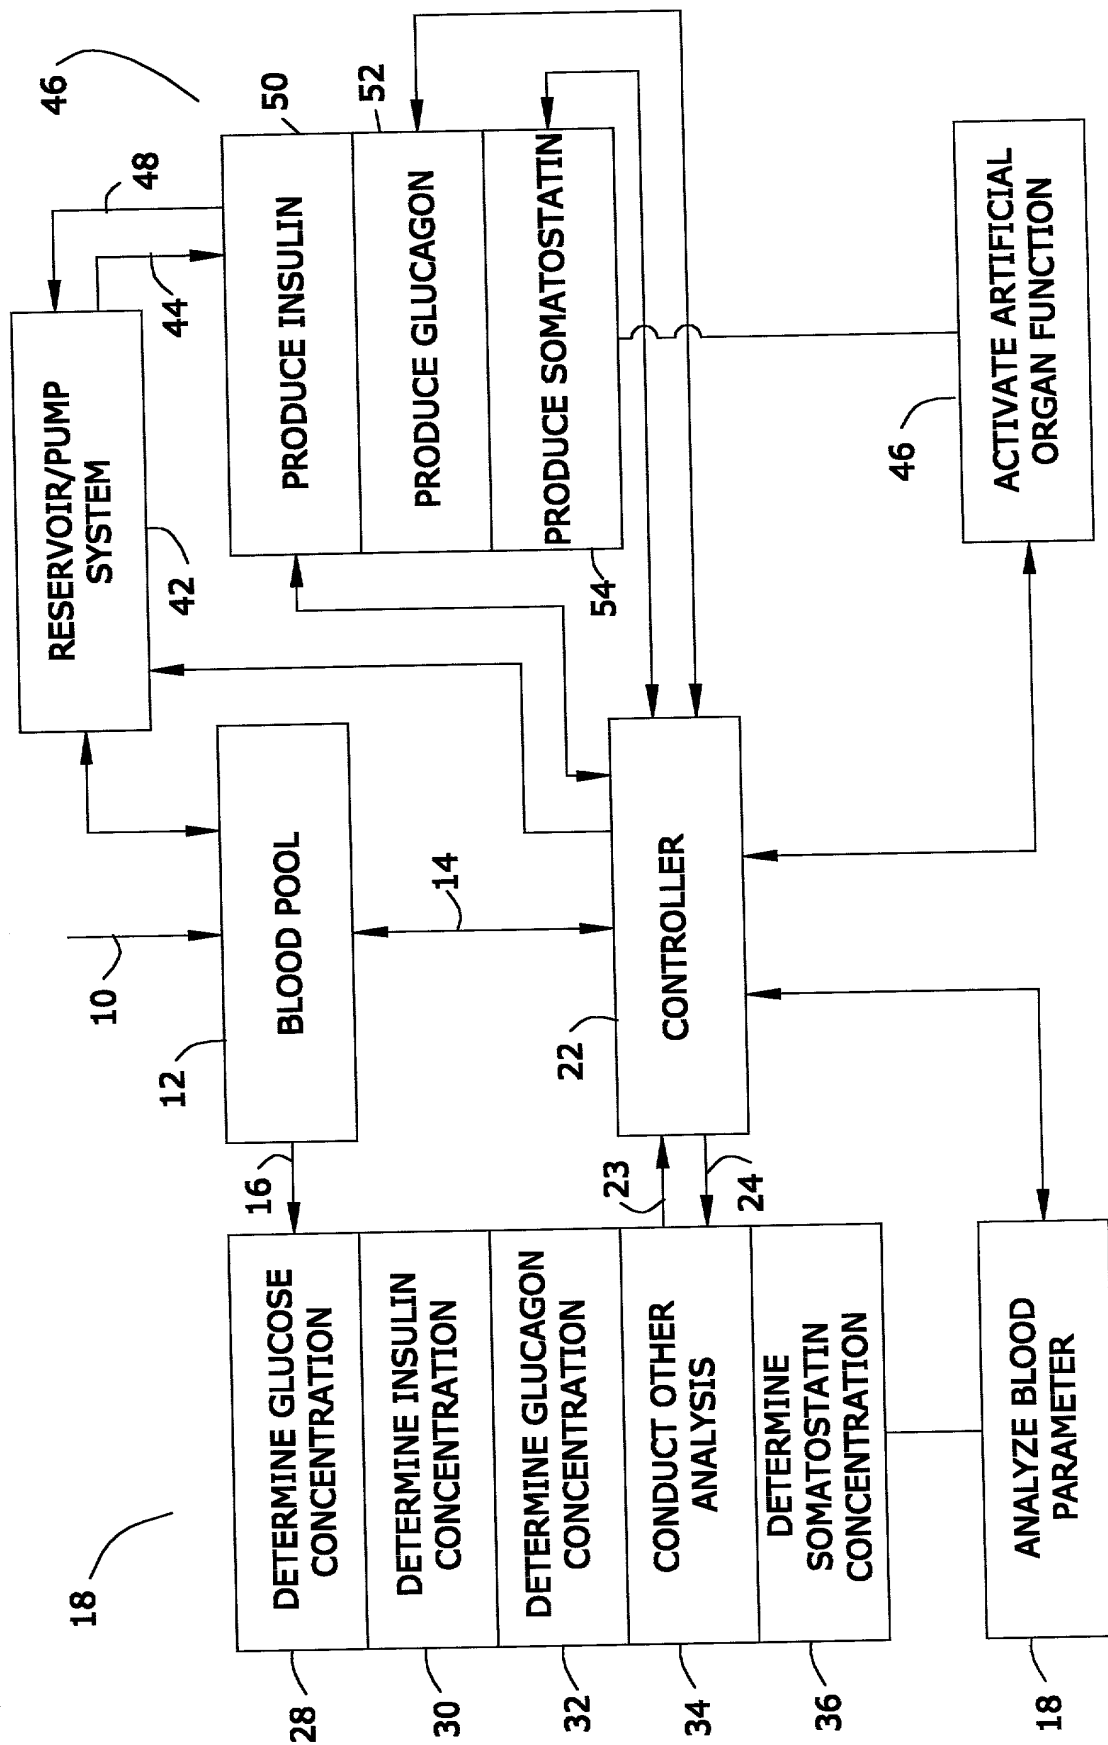 18
46
28
DETERMINE GLUCOSE
CONCENTRATION
30
DETERMINE INSULIN
CONCENTRATION
32
DETERMINE GLUCAGON
CONCENTRATION
34
CONDUCT OTHER
ANALYSIS
36
DETERMINE
SOMATOSTATIN
CONCENTRATION
18
ANALYZE BLOOD
PARAMETER
16
23
24
10
12
BLOOD POOL
14
22
CONTROLLER
RESERVOIR/PUMP
SYSTEM
42
44
48
50
PRODUCE INSULIN
52
PRODUCE GLUCAGON
PRODUCE SOMATOSTATIN
54
46
ACTIVATE ARTIFICIAL
ORGAN FUNCTION